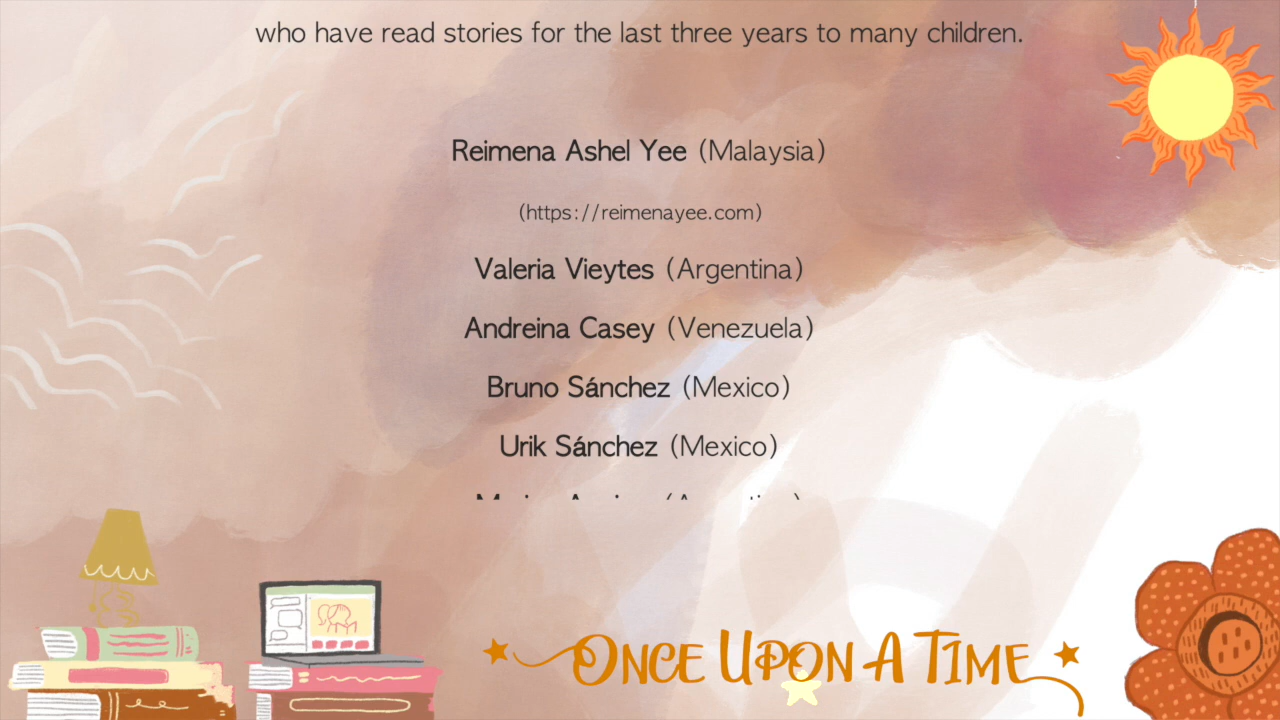 who have read stories for the last three years to many children.
Reimena Ashel Yee (Malaysia)
(https://reimenayee.com)
Valeria Vieytes (Argentina)
Andreina Casey (Venezuela)
Bruno Sánchez (Mexico)
Urik Sánchez (Mexico)
ONCE UPON A TIME